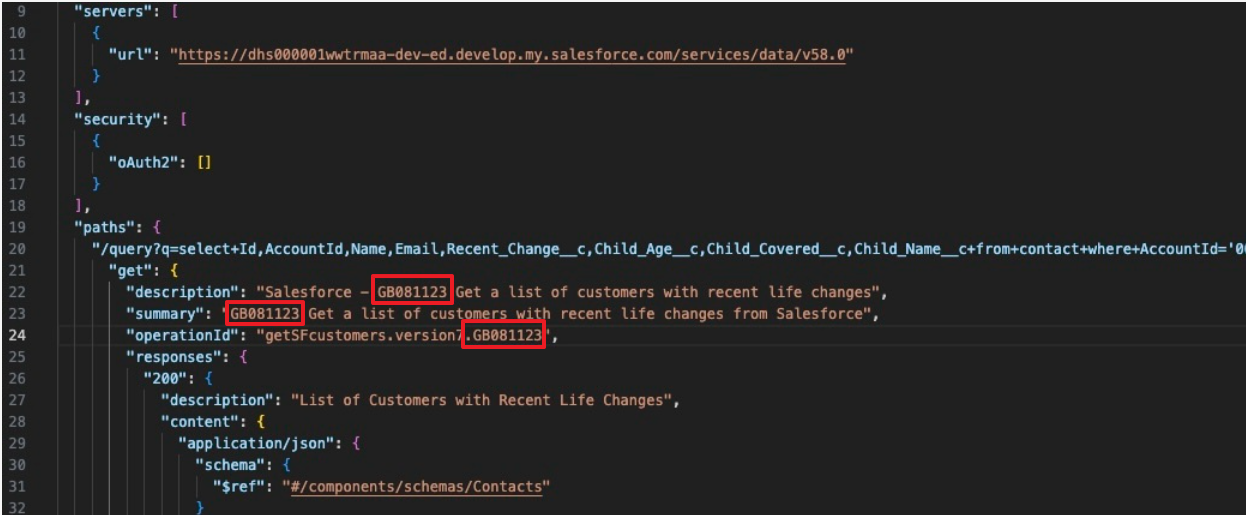 9 "servers": [
10 {
11 "url": "https://dhs000001wwtrmaa-dev-ed.develop.my.salesforce.com/services/data/v58.0"
12 }
13 ],
14 "security": [
15 {
16 "oAuth2": []
17 }
18 ],
19 "paths": {
20 "/query?q=select+Id,AccountId,Name,Email,Recent_Change__c,Child_Age__c,Child_Covered__c,Child_Name__c+from+contact+where+AccountId='00
21 "get": {
22 "description": "Salesforce - GB081123 Get a list of customers with recent life changes",
23 "summary": "GB081123 Get a list of customers with recent life changes from Salesforce",
24 "operationId": "getSFcustomers.version7.GB081123",
25 "responses": {
26 "200": {
27 "description": "List of Customers with Recent Life Changes",
28 "content": {
29 "application/json": {
30 "schema": {
31 "$ref": "#/components/schemas/Contacts"
32 }